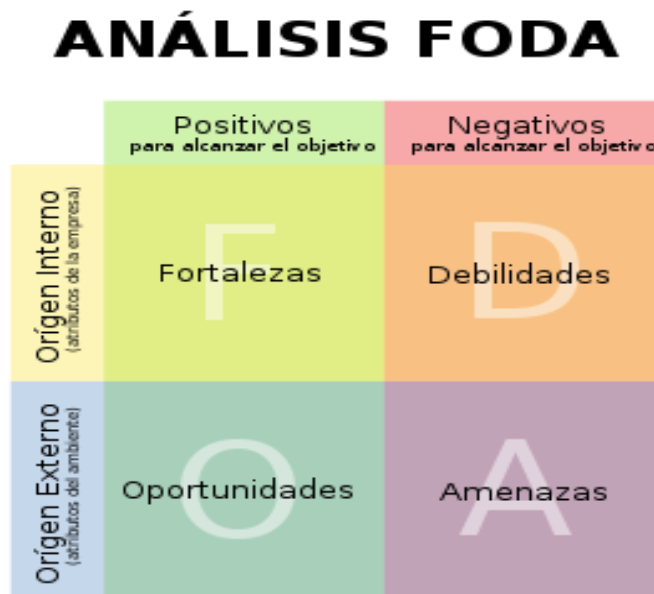 ANÁLISIS FODA
Positivos
para alcanzar el objetivo
Negativos
para alcanzar el objetivo
Orígen Interno
(atributos de la empresa)
F
Fortalezas
D
Debilidades
Orígen Externo
(atributos del ambiente)
O
Oportunidades
A
Amenazas